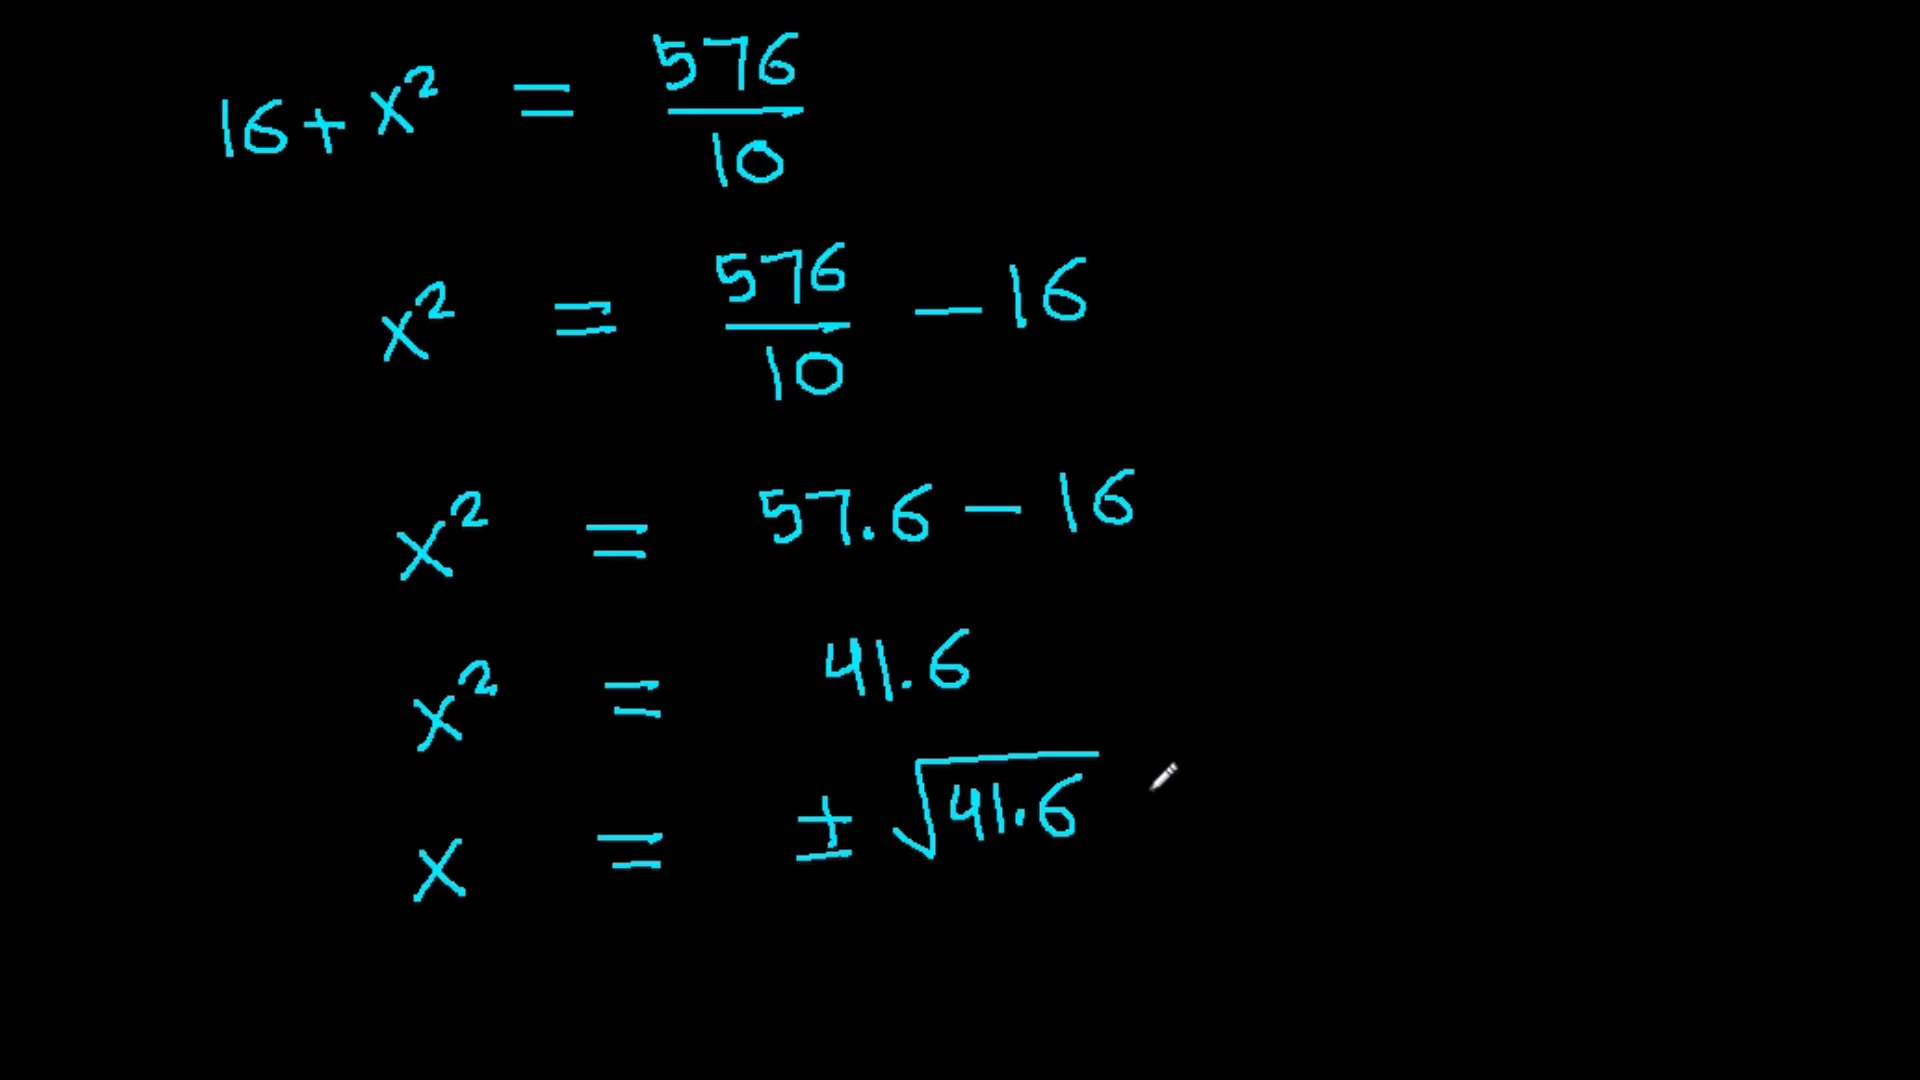 16 + x² = 576/10
x² = 576/10 - 16
x² = 57.6 - 16
x² = 41.6
x = ± √41.6